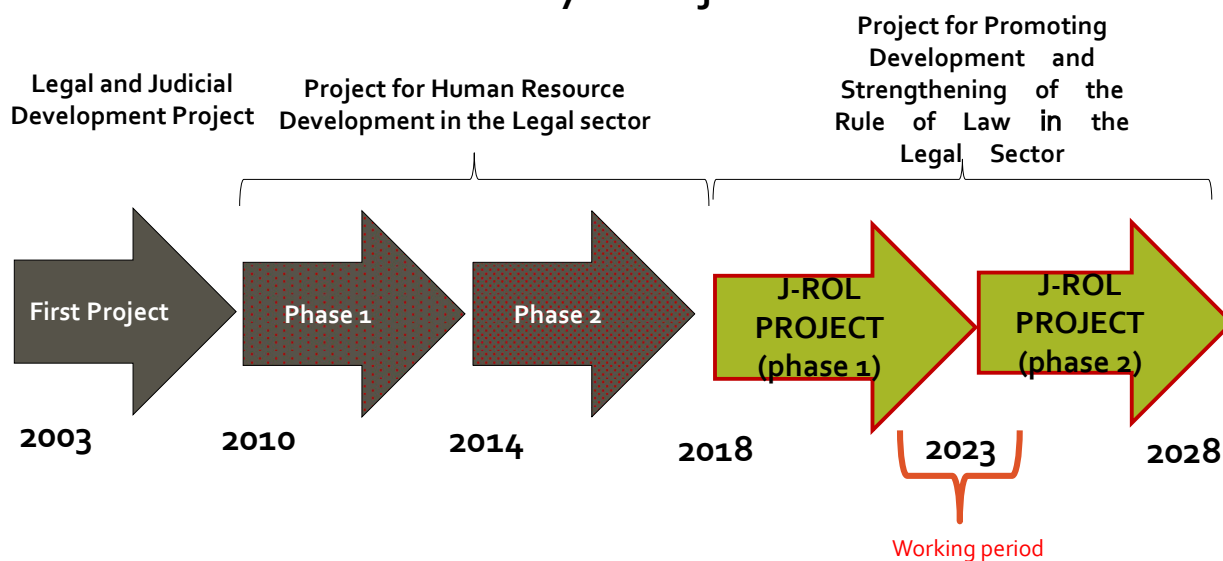 Project for Promoting
Development and
Strengthening of the
Rule of Law in the
Legal Sector
Legal and Judicial
Development Project
Project for Human Resource
Development in the Legal sector
First Project
Phase 1
Phase 2
J-ROL
PROJECT
(phase 1)
J-ROL
PROJECT
(phase 2)
2003
2010
2014
2018
2023
2028
Working period